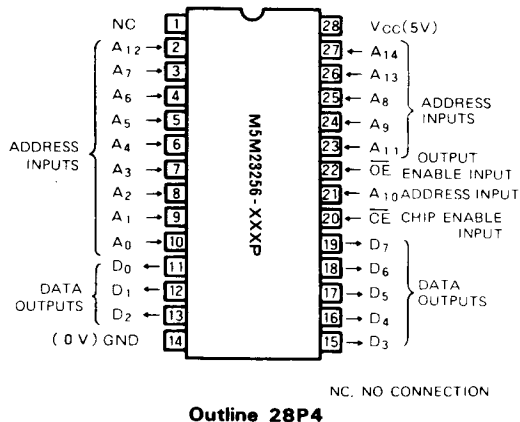 NC 1
A12 2
A7 3
A6 4
A5 5
A4 6
A3 7
A2 8
A1 9
A0 10
ADDRESS
INPUTS
D0 11
D1 12
D2 13
DATA
OUTPUTS
(0V) GND 14
M5M23256-XXXP
28 VCC(5V)
27 A14
26 A13
25 A8
24 A9
23 A11
ADDRESS
INPUTS
22 OE OUTPUT
ENABLE INPUT
21 A10 ADDRESS INPUT
20 CE CHIP ENABLE
INPUT
19 D7
18 D6
17 D5
16 D4
15 D3
DATA
OUTPUTS
NC. NO CONNECTION
Outline 28P4